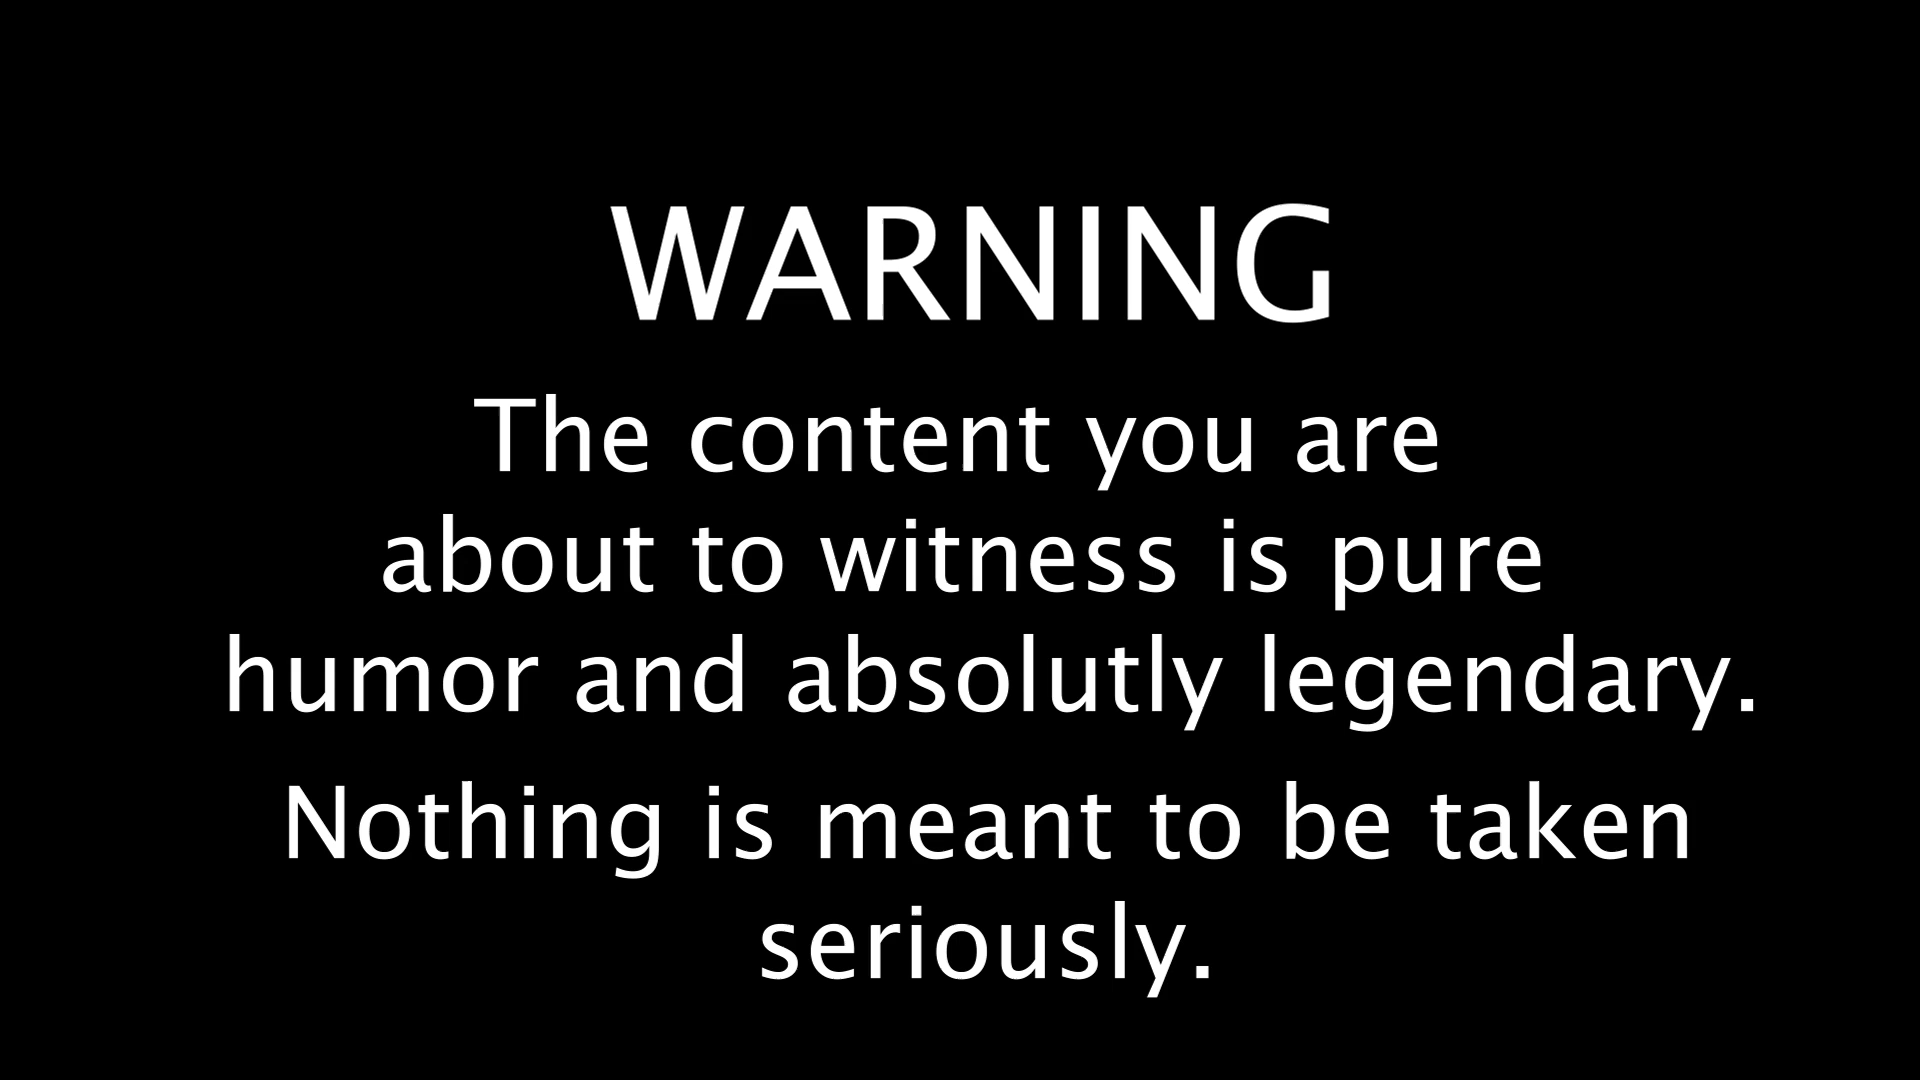 WARNING
The content you are
about to witness is pure
humor and absolutly legendary.
Nothing is meant to be taken
seriously.